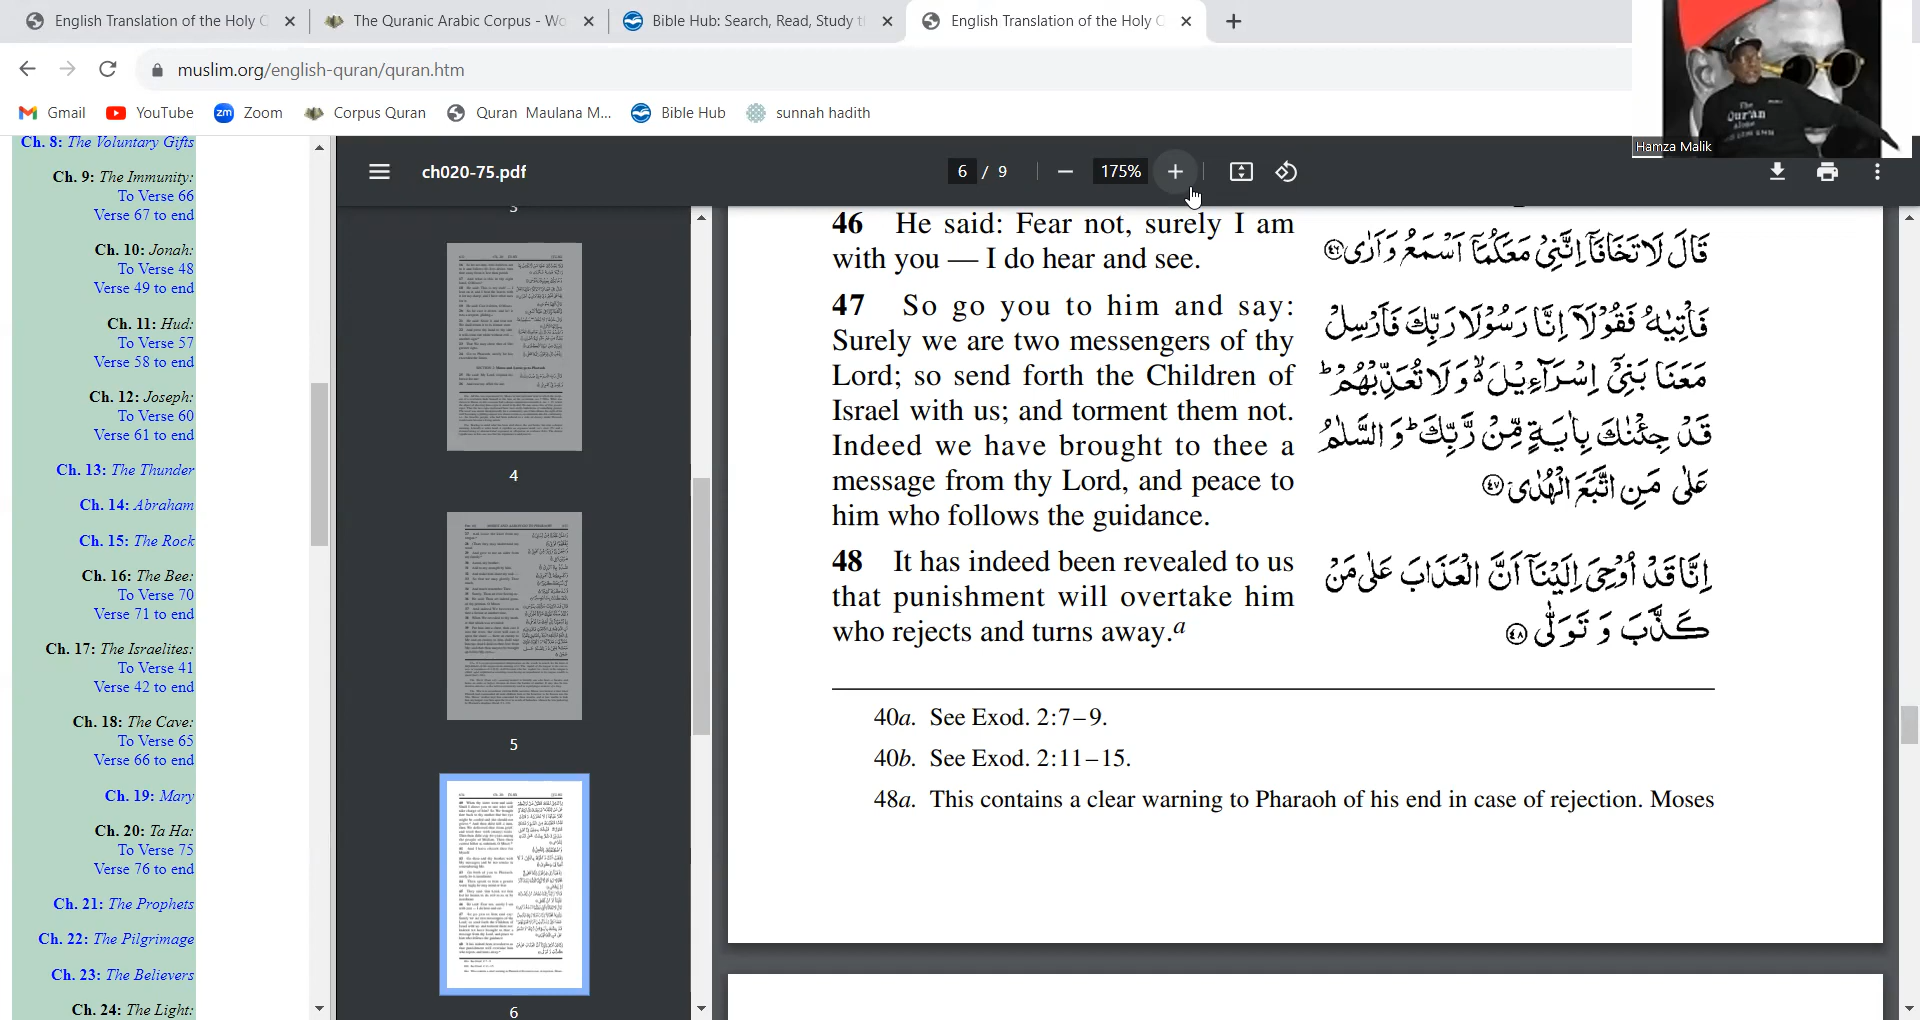 English Translation of the Holy Q
The Quranic Arabic Corpus - Wo
Bible Hub: Search, Read, Study t
English Translation of the Holy Q
muslim.org/english-quran/quran.htm
Gmail
YouTube
zm Zoom
Corpus Quran
Quran Maulana M...
Bible Hub
sunnah hadith
The
Qur'an
Alone
Hamza Malik
Ch. 8: The Voluntary Gifts
Ch. 9: The Immunity:
To Verse 66
Verse 67 to end
Ch. 10: Jonah:
To Verse 48
Verse 49 to end
Ch. 11: Hud:
To Verse 57
Verse 58 to end
Ch. 12: Joseph:
To Verse 60
Verse 61 to end
Ch. 13: The Thunder
Ch. 14: Abraham
Ch. 15: The Rock
Ch. 16: The Bee:
To Verse 70
Verse 71 to end
Ch. 17: The Israelites:
To Verse 41
Verse 42 to end
Ch. 18: The Cave:
To Verse 65
Verse 66 to end
Ch. 19: Mary
Ch. 20: Ta Ha:
To Verse 75
Verse 76 to end
Ch. 21: The Prophets
Ch. 22: The Pilgrimage
Ch. 23: The Believers
Ch. 24: The Light:
ch020-75.pdf
6 / 9
175%
3
4
5
6
46 He said: Fear not, surely I am
with you — I do hear and see.
47 So go you to him and say:
Surely we are two messengers of thy
Lord; so send forth the Children of
Israel with us; and torment them not.
Indeed we have brought to thee a
message from thy Lord, and peace to
him who follows the guidance.
48 It has indeed been revealed to us
that punishment will overtake him
who rejects and turns away.a
قَالَ لَا تَخَافَآ اِنَّنِیْ مَعَكُمَآ اَسْمَعُ وَ اَرٰی ﴿۴۶﴾
فَاْتِیٰهُ فَقُوْلَآ اِنَّا رَسُوْلَا رَبِّكَ فَاَرْسِلْ
مَعَنَا بَنِیْۤ اِسْرَآءِیْلَ ۙ وَ لَا تُعَذِّبْهُمْ ؕ
قَدْ جِئْنٰكَ بِاٰیَةٍ مِّنْ رَّبِّكَ ؕ وَ السَّلٰمُ
عَلٰی مَنِ اتَّبَعَ الْهُدٰی ﴿۴۷﴾
اِنَّا قَدْ اُوْحِیَ اِلَیْنَآ اَنَّ الْعَذَابَ عَلٰی مَنْ
كَذَّبَ وَ تَوَلّٰی ﴿۴۸﴾
40a. See Exod. 2:7–9.
40b. See Exod. 2:11–15.
48a. This contains a clear warning to Pharaoh of his end in case of rejection. Moses